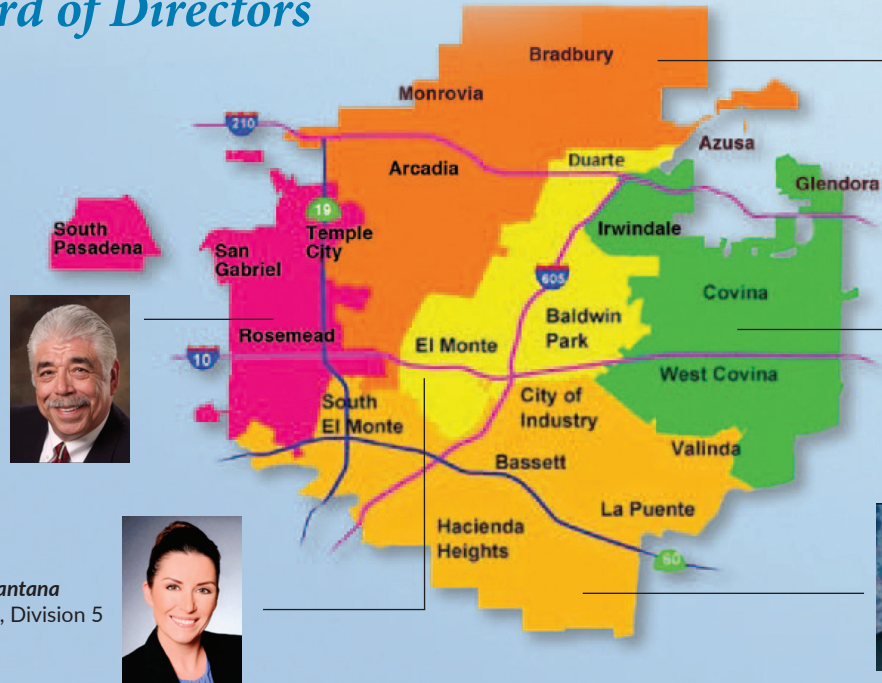 rd of Directors
Bradbury
Monrovia
210
Azusa
Arcadia
Duarte
Glendora
19
South
Pasadena
Temple
City
San
Gabriel
Irwindale
605
Covina
Baldwin
Park
Rosemead
El Monte
10
West Covina
South
El Monte
City of
Industry
Valinda
Bassett
La Puente
Hacienda
Heights
60
antana
, Division 5